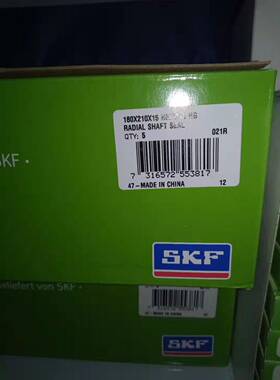 180X210X15
RADIAL SHAFT SEAL
QTY: 5
021R
7 316572 553817
47-MADE IN CHINA
12
SKF
SKF
geliefert von SKF
SKF